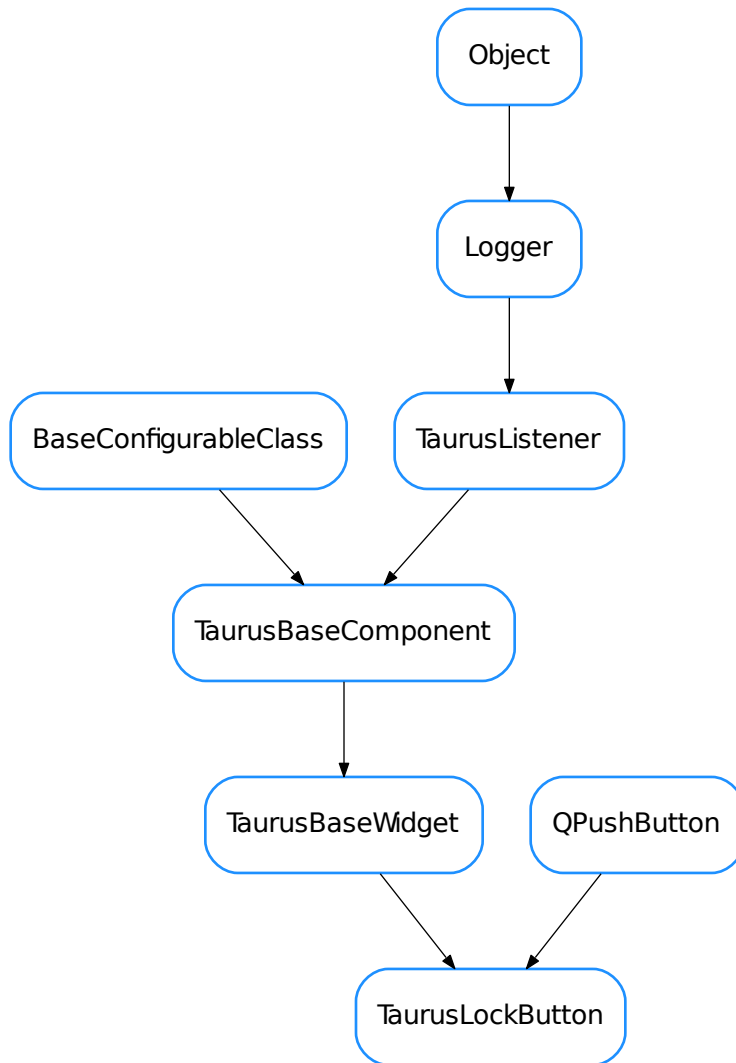 Object
Logger
BaseConfigurableClass
TaurusListener
TaurusBaseComponent
TaurusBaseWidget
QPushButton
TaurusLockButton